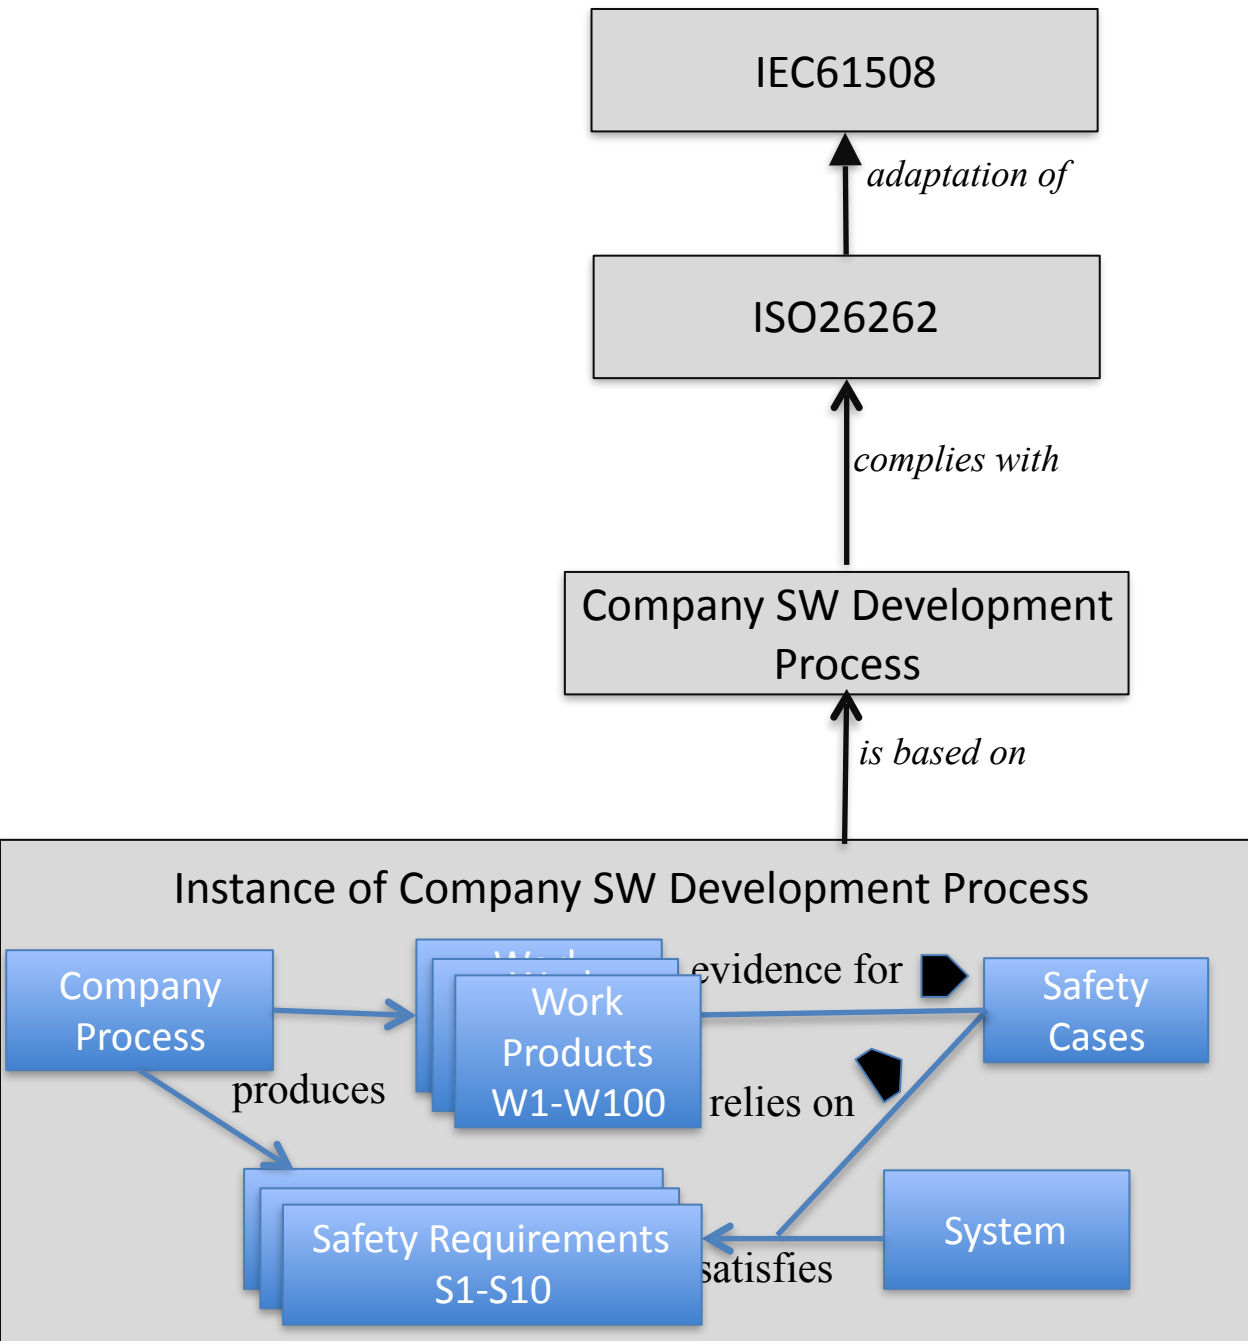 IEC61508
adaptation of
ISO26262
complies with
Company SW Development
Process
is based on
Instance of Company SW Development Process
Company
Process
produces
Work
Products
W1-W100
evidence for
Safety
Cases
relies on
Safety Requirements
S1-S10
satisfies
System